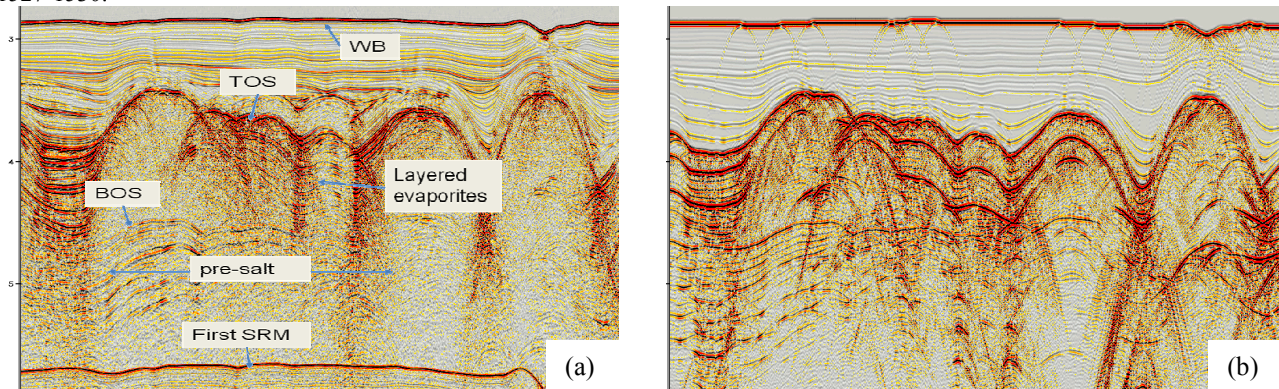 WB
3
TOS
4
Layered
evaporites
BOS
pre-salt
5
First SRM
(a)
(b)